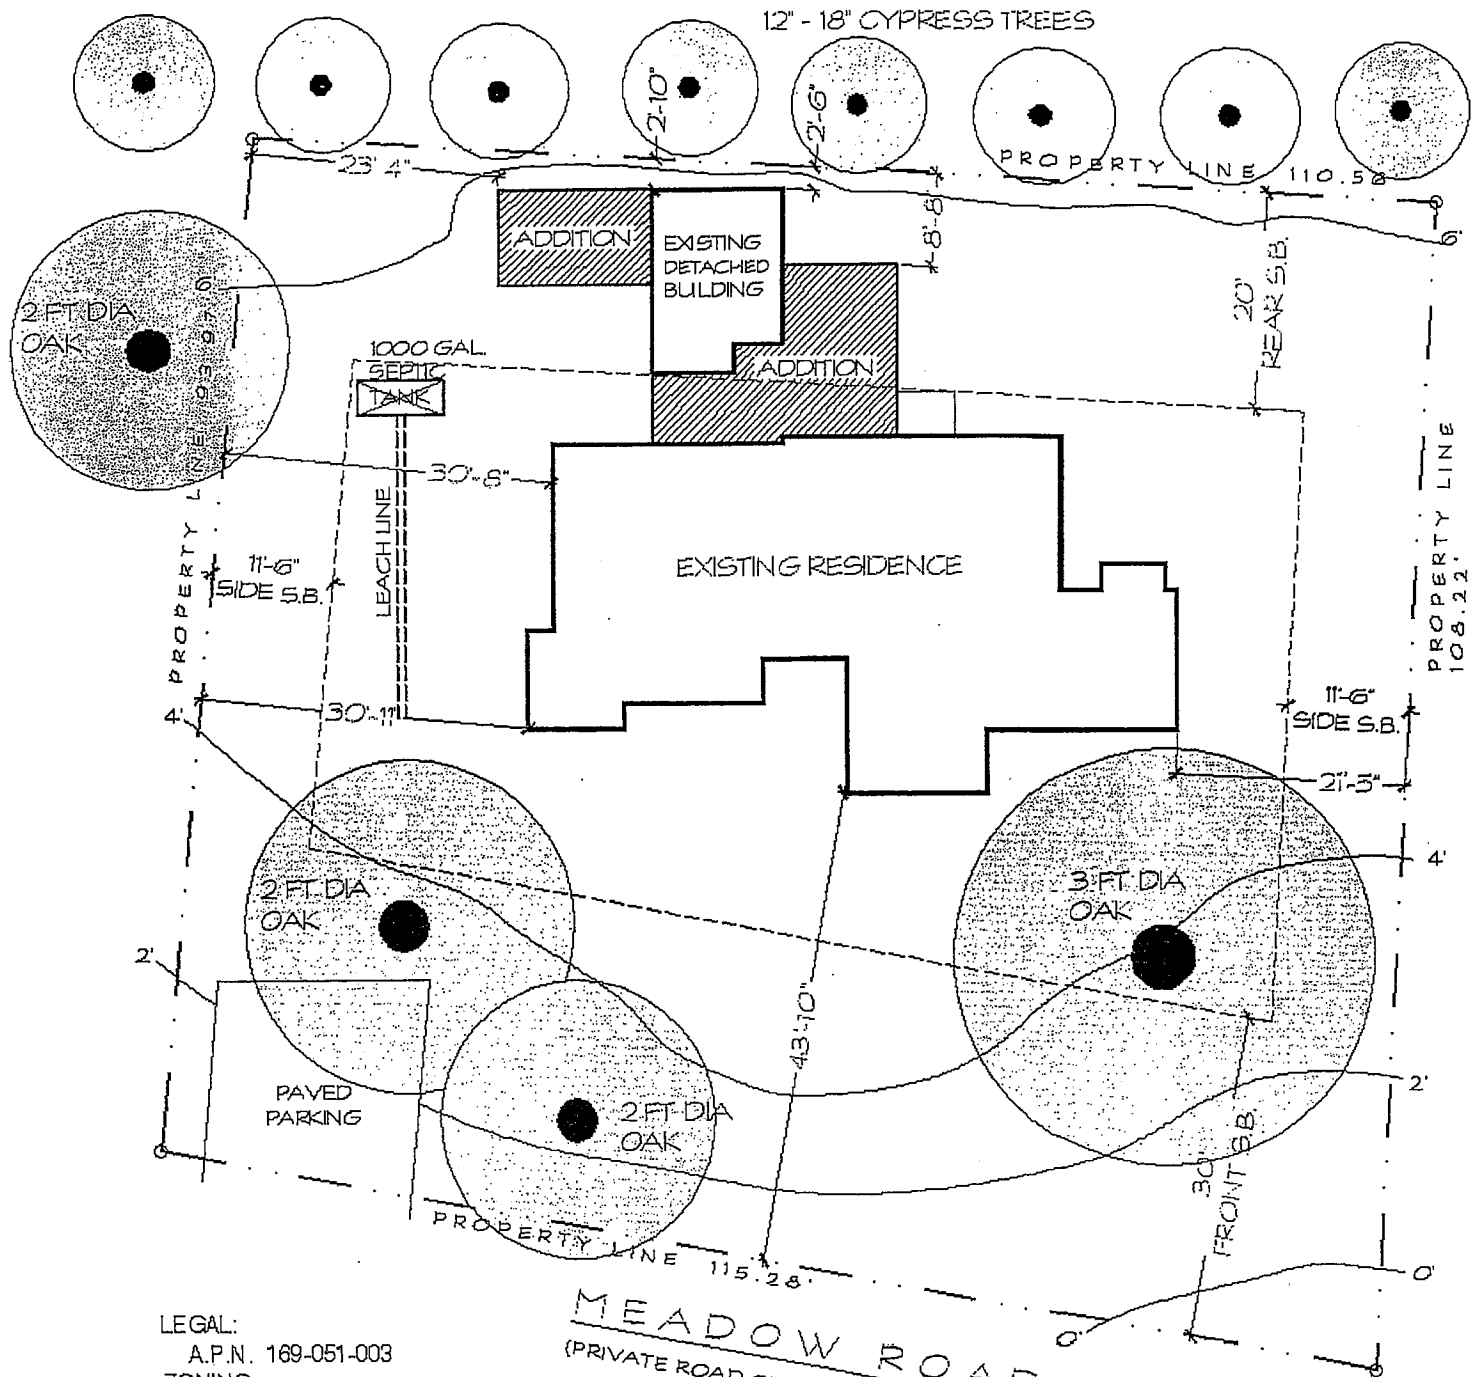 12" - 18" CYPRESS TREES
2'-10"
2'-6"
23' 4"
PROPERTY LINE 110.58
8'-8"
ADDITION
EXISTING
DETACHED
BUILDING
6'
6'
2 FT DIA
OAK
20'
REAR S.B.
1000 GAL.
SEPTIC
TANK
ADDITION
PROPERTY LINE
30'-8"
LEACH LINE
EXISTING RESIDENCE
PROPERTY LINE
108.22'
11'-6"
SIDE S.B.
11'-6"
SIDE S.B.
4'
30'-11"
21'-5"
4'
2 FT DIA
OAK
3 FT DIA
OAK
2'
43'-10"
2'
PAVED
PARKING
2 FT DIA
OAK
30'
FRONT S.B.
PROPERTY LINE 115.28'
0'
0'
MEADOW ROAD
(PRIVATE ROAD
LEGAL:
A.P.N. 169-051-003
ZONING